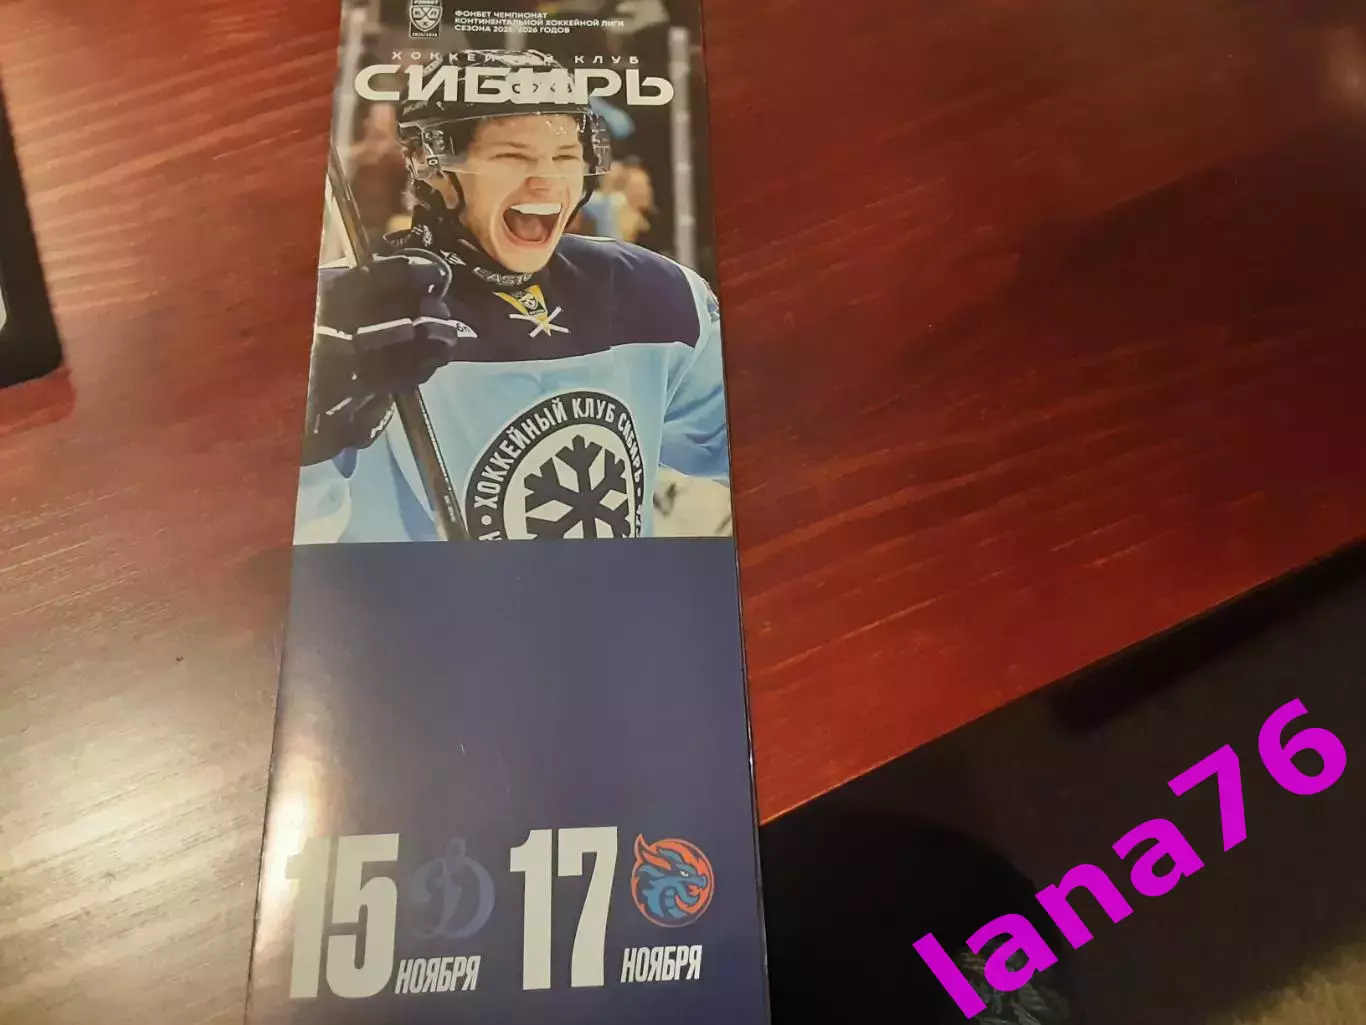 ФОНБЕТ
ФОНБЕТ ЧЕМПИОНАТ
КОНТИНЕНТАЛЬНОЙ ХОККЕЙНОЙ ЛИГИ
СЕЗОНА 2025/2026 ГОДОВ
ХОККЕЙНЫЙ КЛУБ
СИБИРЬ
ХОККЕЙНЫЙ КЛУБ СИБИРЬ
15
НОЯБРЯ
Д
17
НОЯБРЯ
lana76